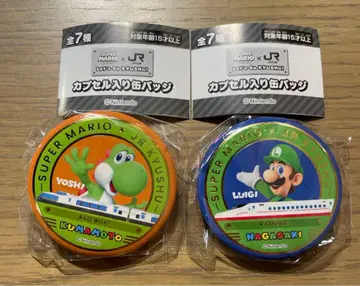 全7種
対象年齢15才以上
SUPER MARIO × JR
Let's Go KYUSHU!
カプセル入り缶バッジ
©Nintendo
全7種
対象年齢15才以上
MARIO × JR
Let's Go KYUSHU!
カプセル入り缶バッジ
©Nintendo
SUPER MARIO × JR KYUSHU
YOSHI
KUMAMOTO
©Nintendo
SUPER MARIO × JR
LUIGI
NAGASAKI
©Nintendo